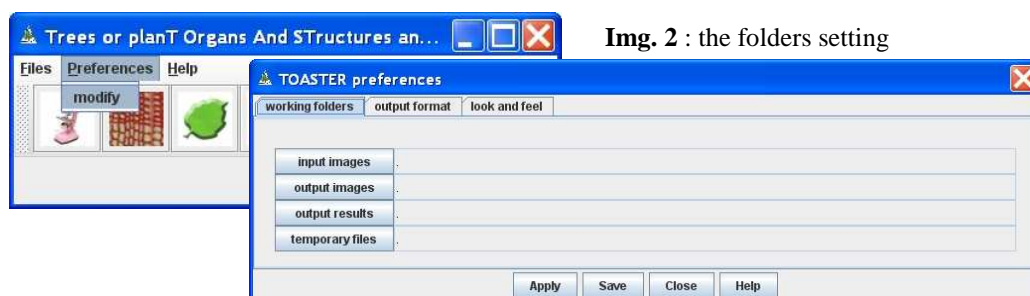 Trees or planT Organs And STructures an...
Img. 2 : the folders setting
Files Preferences Help
modify
TOASTER preferences
working folders output format look and feel
input images .
output images .
output results .
temporary files .
Apply Save Close Help